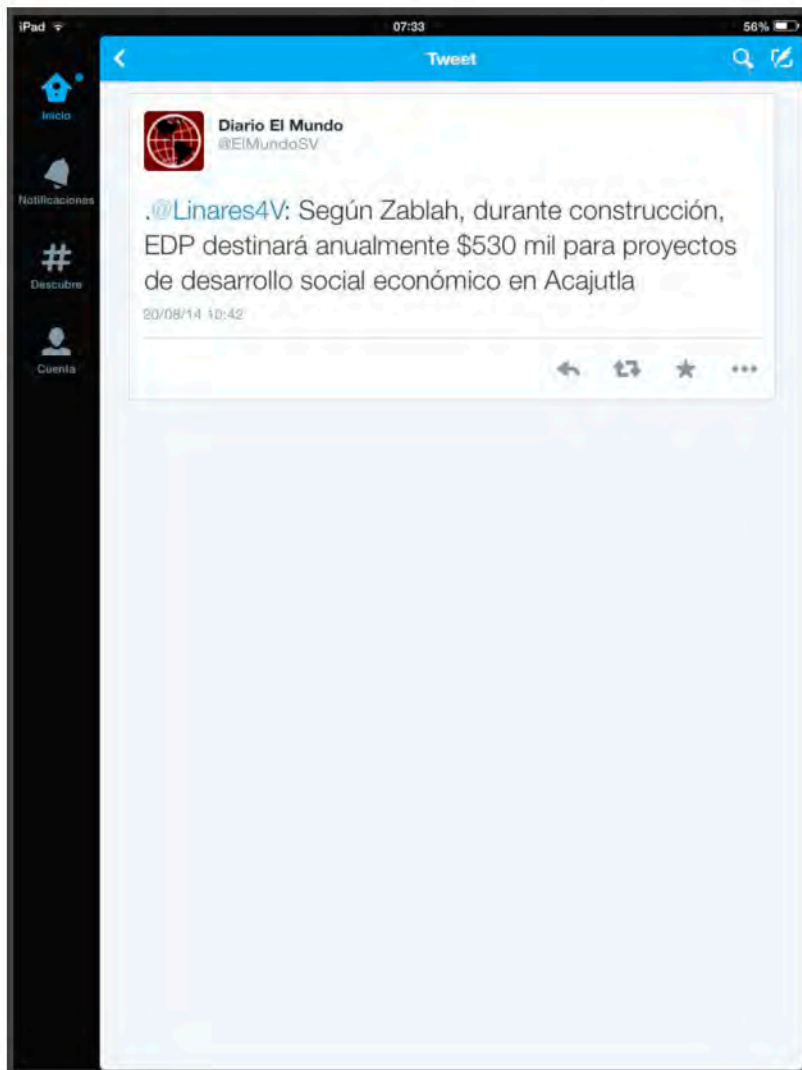 iPad 07:33 56%
Tweet
Inicio
Notificaciones
Descubre
Cuenta
Diario El Mundo
@ElMundoSV
.@Linares4V: Según Zablah, durante construcción,
EDP destinará anualmente $530 mil para proyectos
de desarrollo social económico en Acajutla
20/08/14 10:42